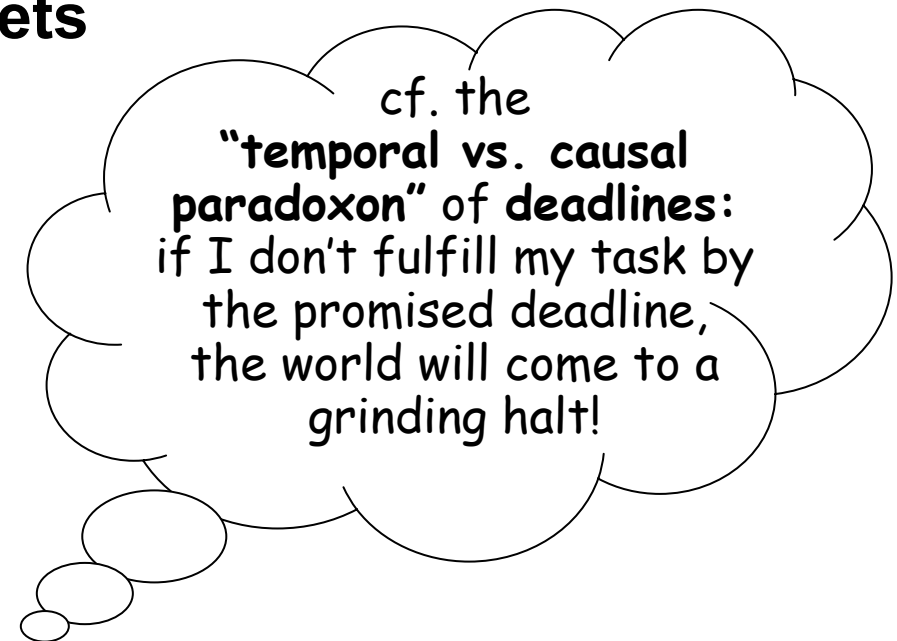 ets
cf. the
“temporal vs. causal
paradoxon” of deadlines:
if I don’t fulfill my task by
the promised deadline,
the world will come to a
grinding halt!